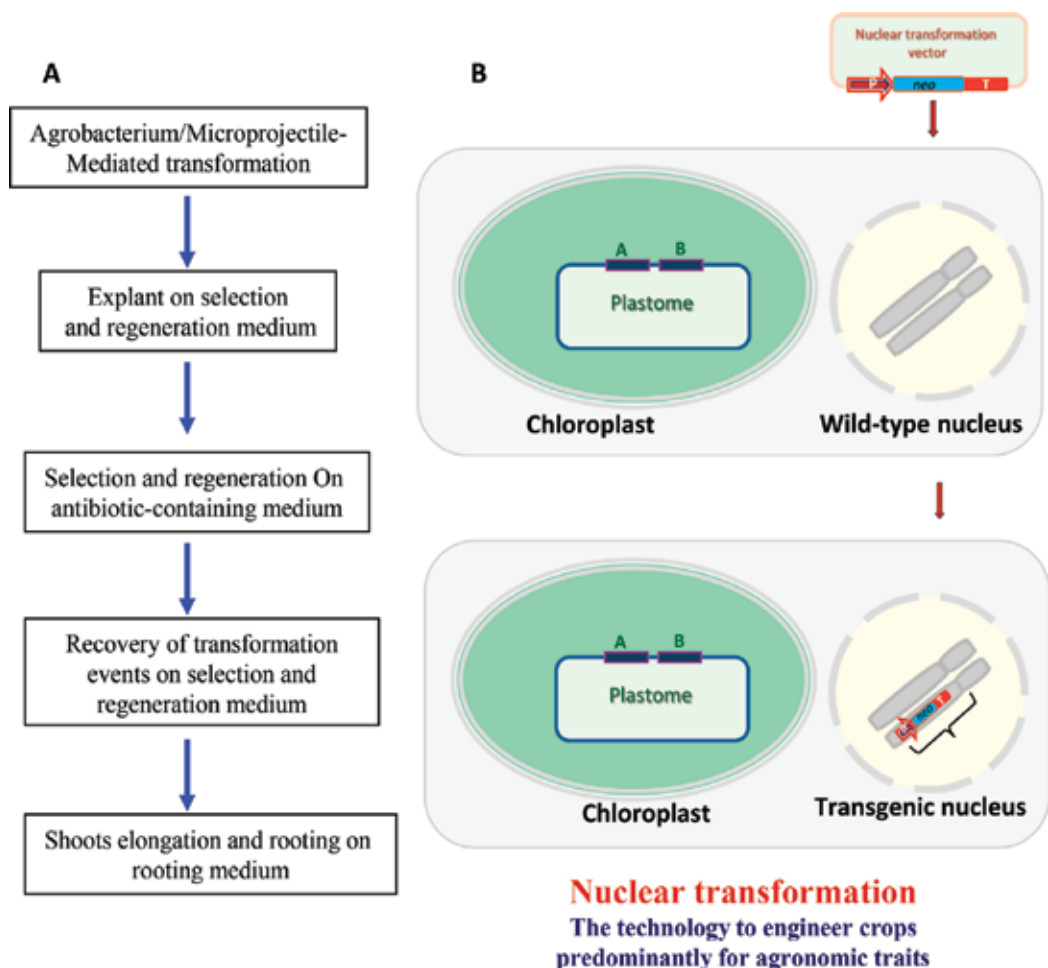 A
Agrobacterium/Microprojectile-
Mediated transformation
Explant on selection
and regeneration medium
Selection and regeneration On
antibiotic-containing medium
Recovery of transformation
events on selection and
regeneration medium
Shoots elongation and rooting on
rooting medium
B
Nuclear transformation
vector
P neo T
A B
Plastome
Chloroplast
Wild-type nucleus
A B
Plastome
neo T
Chloroplast
Transgenic nucleus
Nuclear transformation
The technology to engineer crops
predominantly for agronomic traits